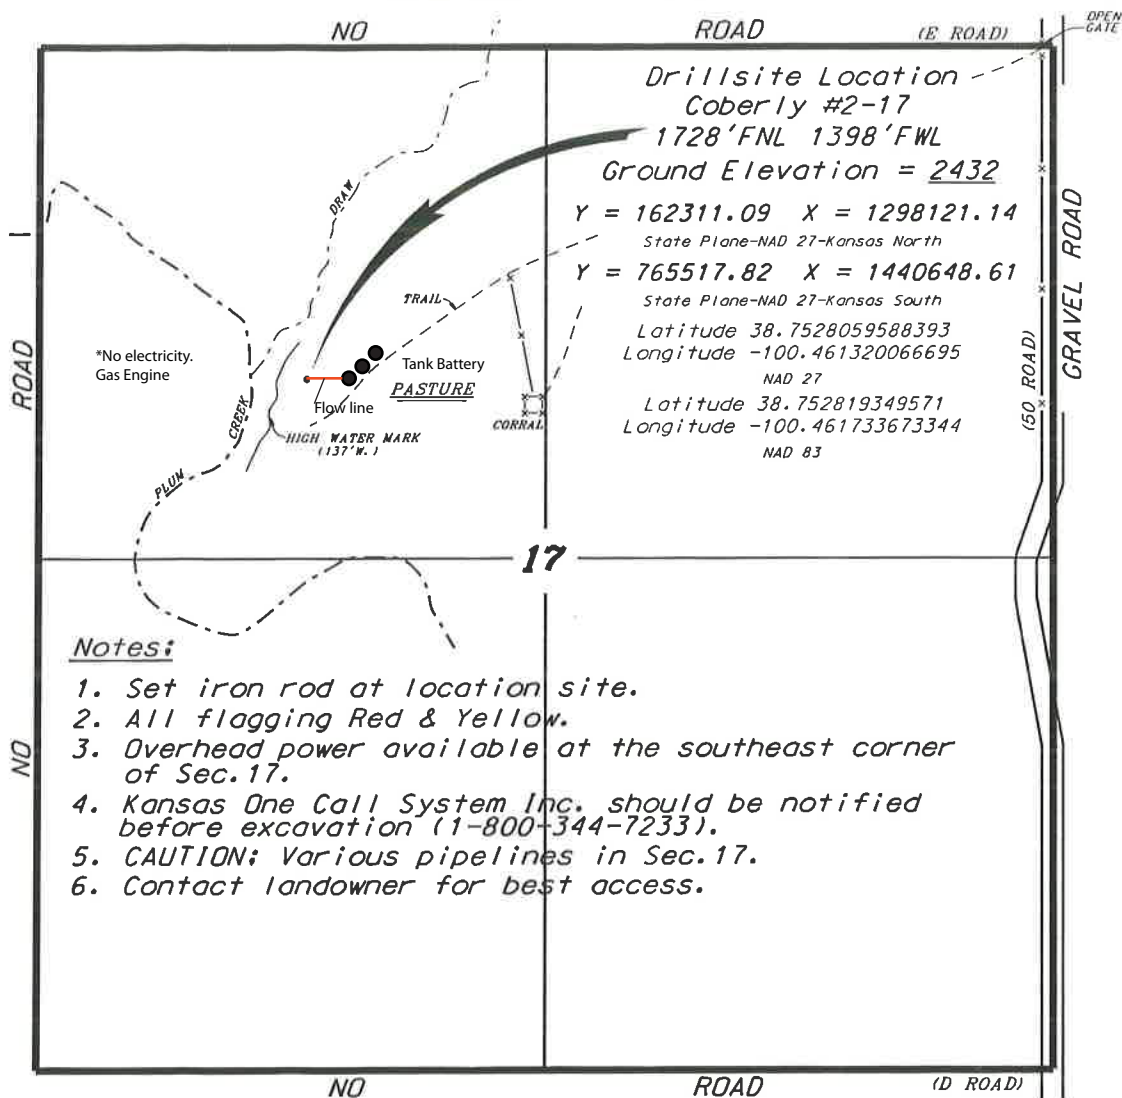 NO ROAD (E ROAD)
OPEN
GATE
Drillsite Location
Coberly #2-17
1728'FNL 1398'FWL
Ground Elevation = 2432
Y = 162311.09 X = 1298121.14
State Plane-NAD 27-Kansas North
Y = 765517.82 X = 1440648.61
State Plane-NAD 27-Kansas South
Latitude 38.7528059588393
Longitude -100.461320066695
NAD 27
Latitude 38.752819349571
Longitude -100.461733673344
NAD 83
DRAW
TRAIL
*No electricity.
Gas Engine
Tank Battery
PASTURE
Flow line
HIGH WATER MARK
(137'W.)
CORRAL
PLUM CREEK
NO ROAD
GRAVEL ROAD
(50 ROAD)
17
Notes:
1. Set iron rod at location site.
2. All flagging Red & Yellow.
3. Overhead power available at the southeast corner
of Sec.17.
4. Kansas One Call System Inc. should be notified
before excavation (1-800-344-7233).
5. CAUTION: Various pipelines in Sec.17.
6. Contact landowner for best access.
NO ROAD (D ROAD)